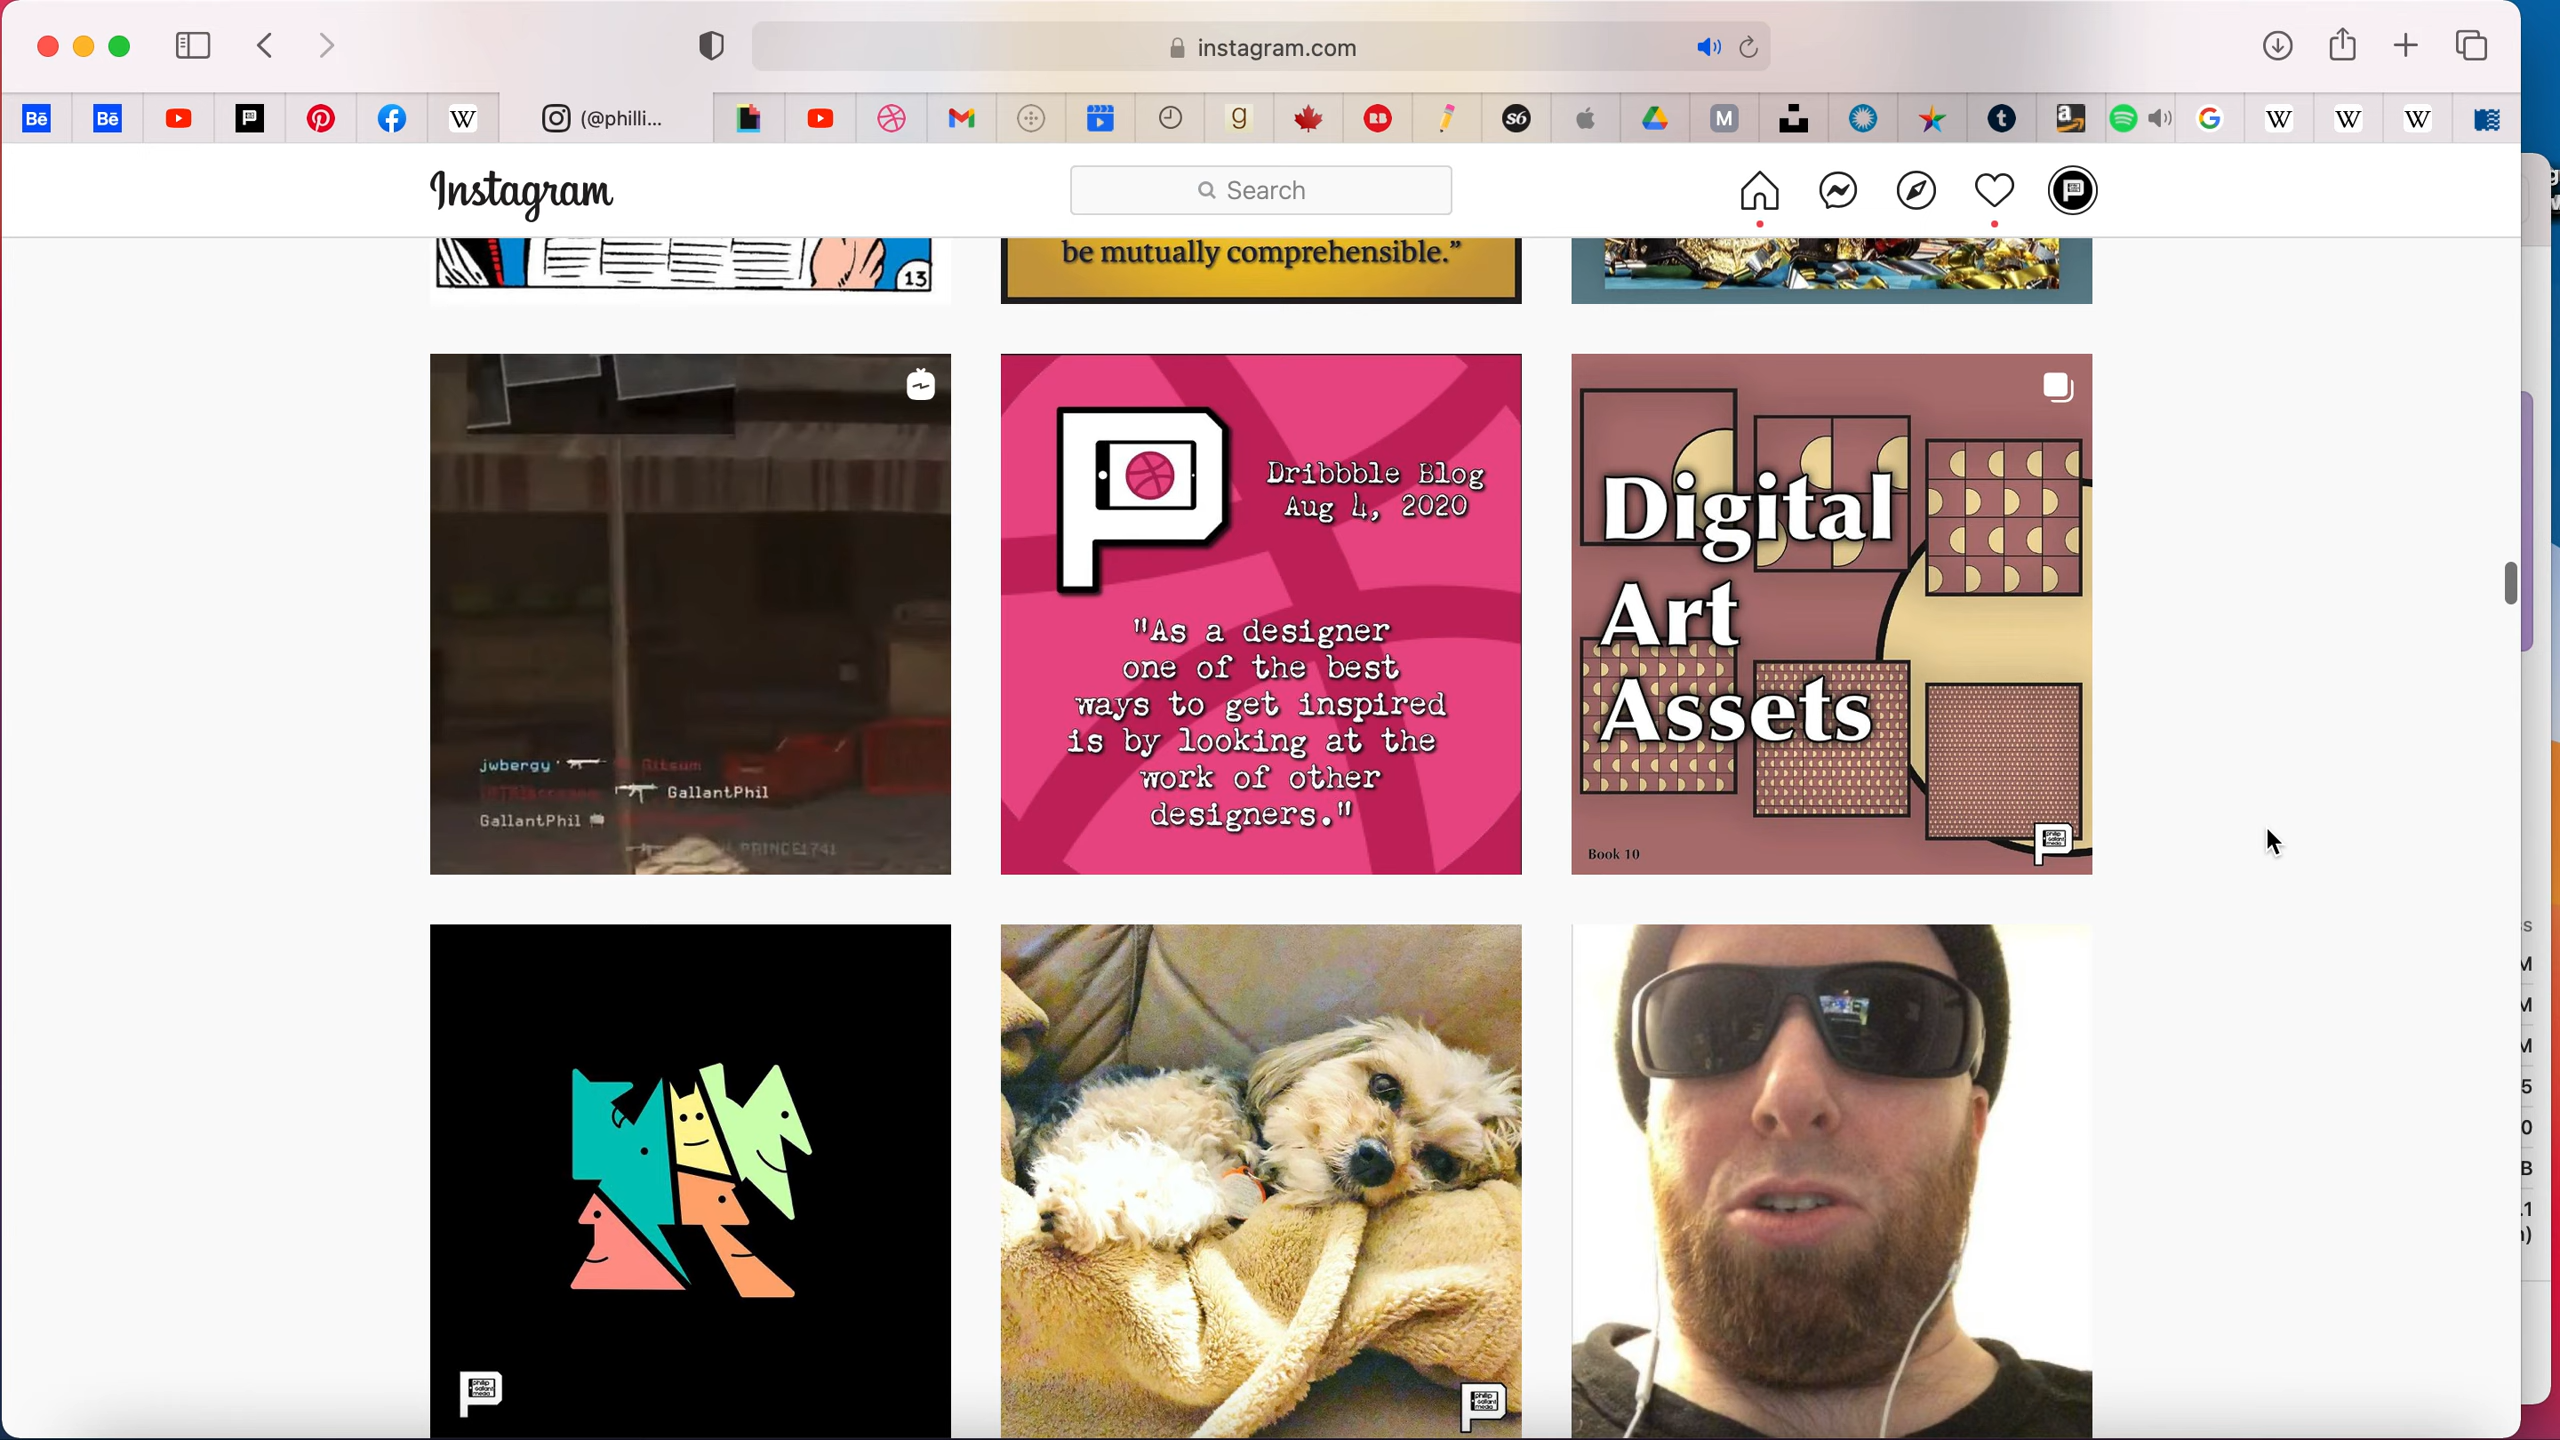 instagram.com
(@philli...
Instagram
Search
13
be mutually comprehensible.”
jwbergy
Ritsum
GallantPhil
GallantPhil
PRINCE1741
Dribbble Blog
Aug 4, 2020
"As a designer
one of the best
ways to get inspired
is by looking at the
work of other
designers."
Digital
Art
Assets
Book 10